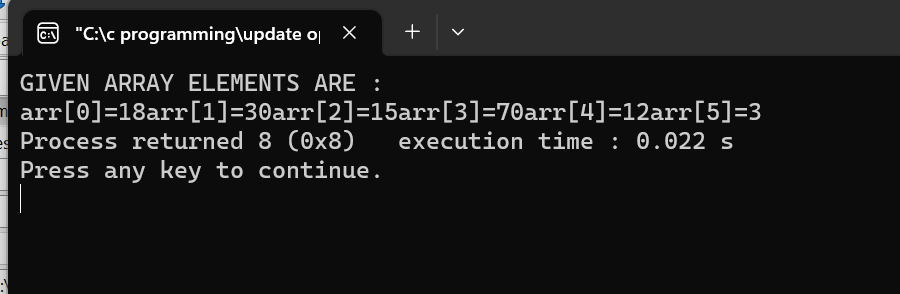 "C:\c programming\update o
GIVEN ARRAY ELEMENTS ARE :
arr[0]=18arr[1]=30arr[2]=15arr[3]=70arr[4]=12arr[5]=3
Process returned 8 (0x8)   execution time : 0.022 s
Press any key to continue.